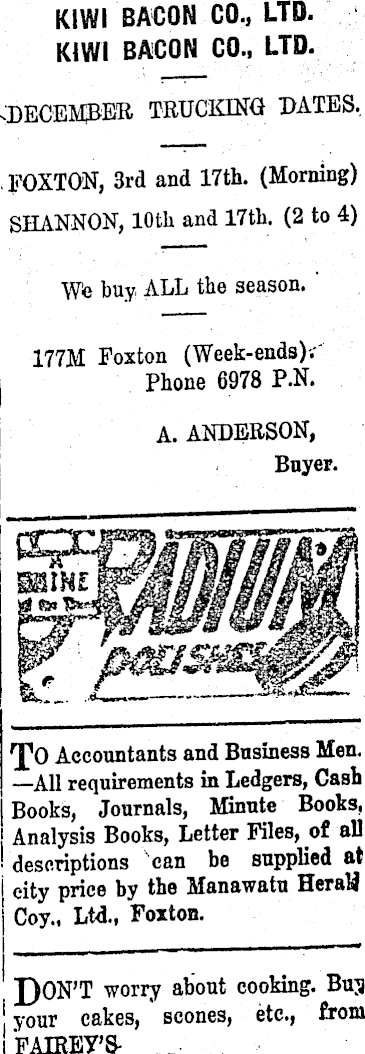 KIWI BACON CO., LTD.
KIWI BACON CO., LTD.
DECEMBER TRUCKING DATES.
FOXTON, 3rd and 17th. (Morning)
SHANNON, 10th and 17th. (2 to 4)
We buy ALL the season.
177M Foxton (Week-ends).
Phone 6978 P.N.
A. ANDERSON,
Buyer.
A
MINE
RADIUM
POLISHES
TO Accountants and Business Men.
—All requirements in Ledgers, Cash
Books, Journals, Minute Books,
Analysis Books, Letter Files, of all
descriptions can be supplied at
city price by the Manawatu Herald
Coy., Ltd., Foxton.
DON'T worry about cooking. Buy
your cakes, scones, etc., from
FAIREY'S